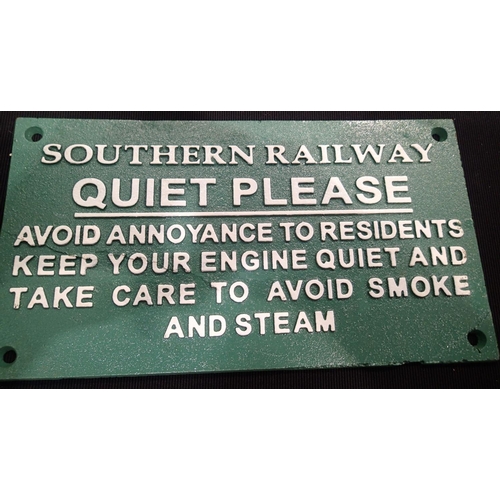 SOUTHERN RAILWAY
QUIET PLEASE
AVOID ANNOYANCE TO RESIDENTS
KEEP YOUR ENGINE QUIET AND
TAKE CARE TO AVOID SMOKE
AND STEAM